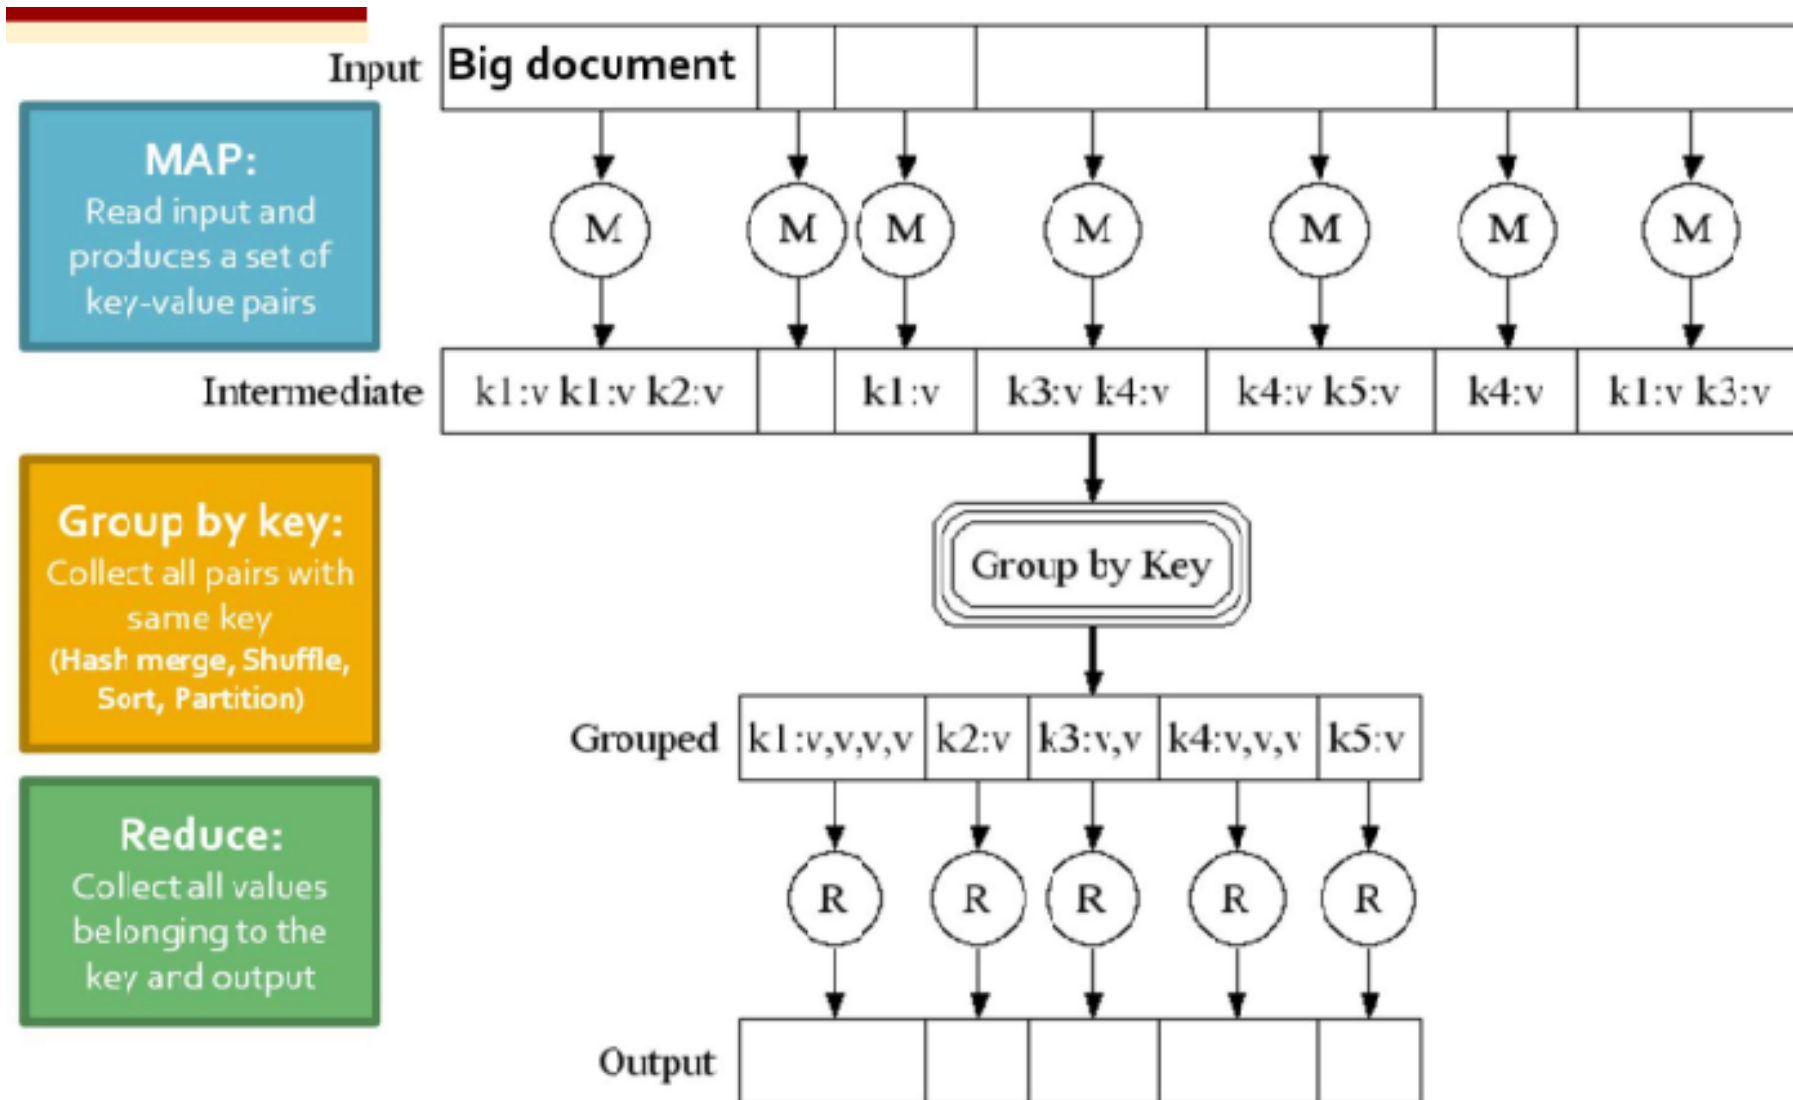 Input Big document
MAP:
Read input and
produces a set of
key-value pairs
M M M M M M M
Intermediate k1:v k1:v k2:v k1:v k3:v k4:v k4:v k5:v k4:v k1:v k3:v
Group by key:
Collect all pairs with
same key
(Hash merge, Shuffle,
Sort, Partition)
Group by Key
Grouped k1:v,v,v,v k2:v k3:v,v k4:v,v,v k5:v
Reduce:
Collect all values
belonging to the
key and output
R R R R R
Output